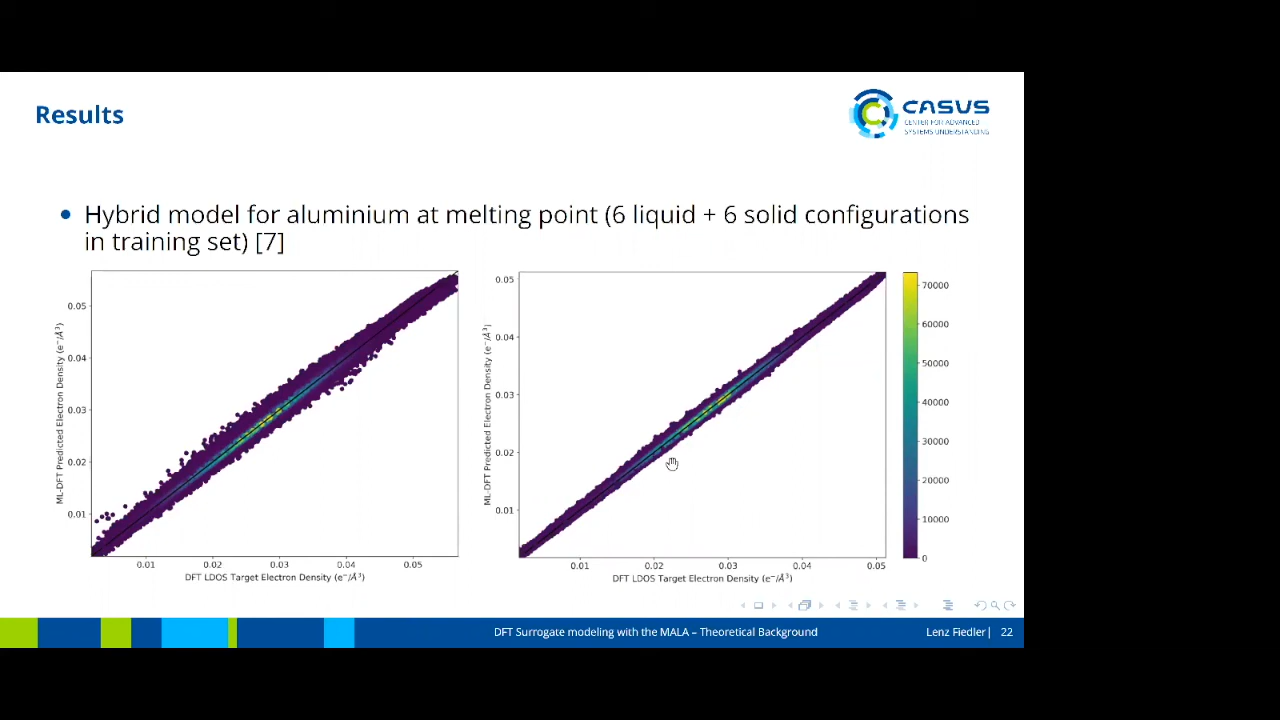 Results
CASUS
CENTER FOR ADVANCED
SYSTEMS UNDERSTANDING
• Hybrid model for aluminium at melting point (6 liquid + 6 solid configurations
in training set) [7]
ML-DFT Predicted Electron Density (e⁻/Å³)
0.05
0.04
0.03
0.02
0.01
0.01 0.02 0.03 0.04 0.05
DFT LDOS Target Electron Density (e⁻/Å³)
ML-DFT Predicted Electron Density (e⁻/Å³)
0.05
0.04
0.03
0.02
0.01
0.01 0.02 0.03 0.04 0.05
DFT LDOS Target Electron Density (e⁻/Å³)
70000
60000
50000
40000
30000
20000
10000
0
DFT Surrogate modeling with the MALA – Theoretical Background
Lenz Fiedler| 22